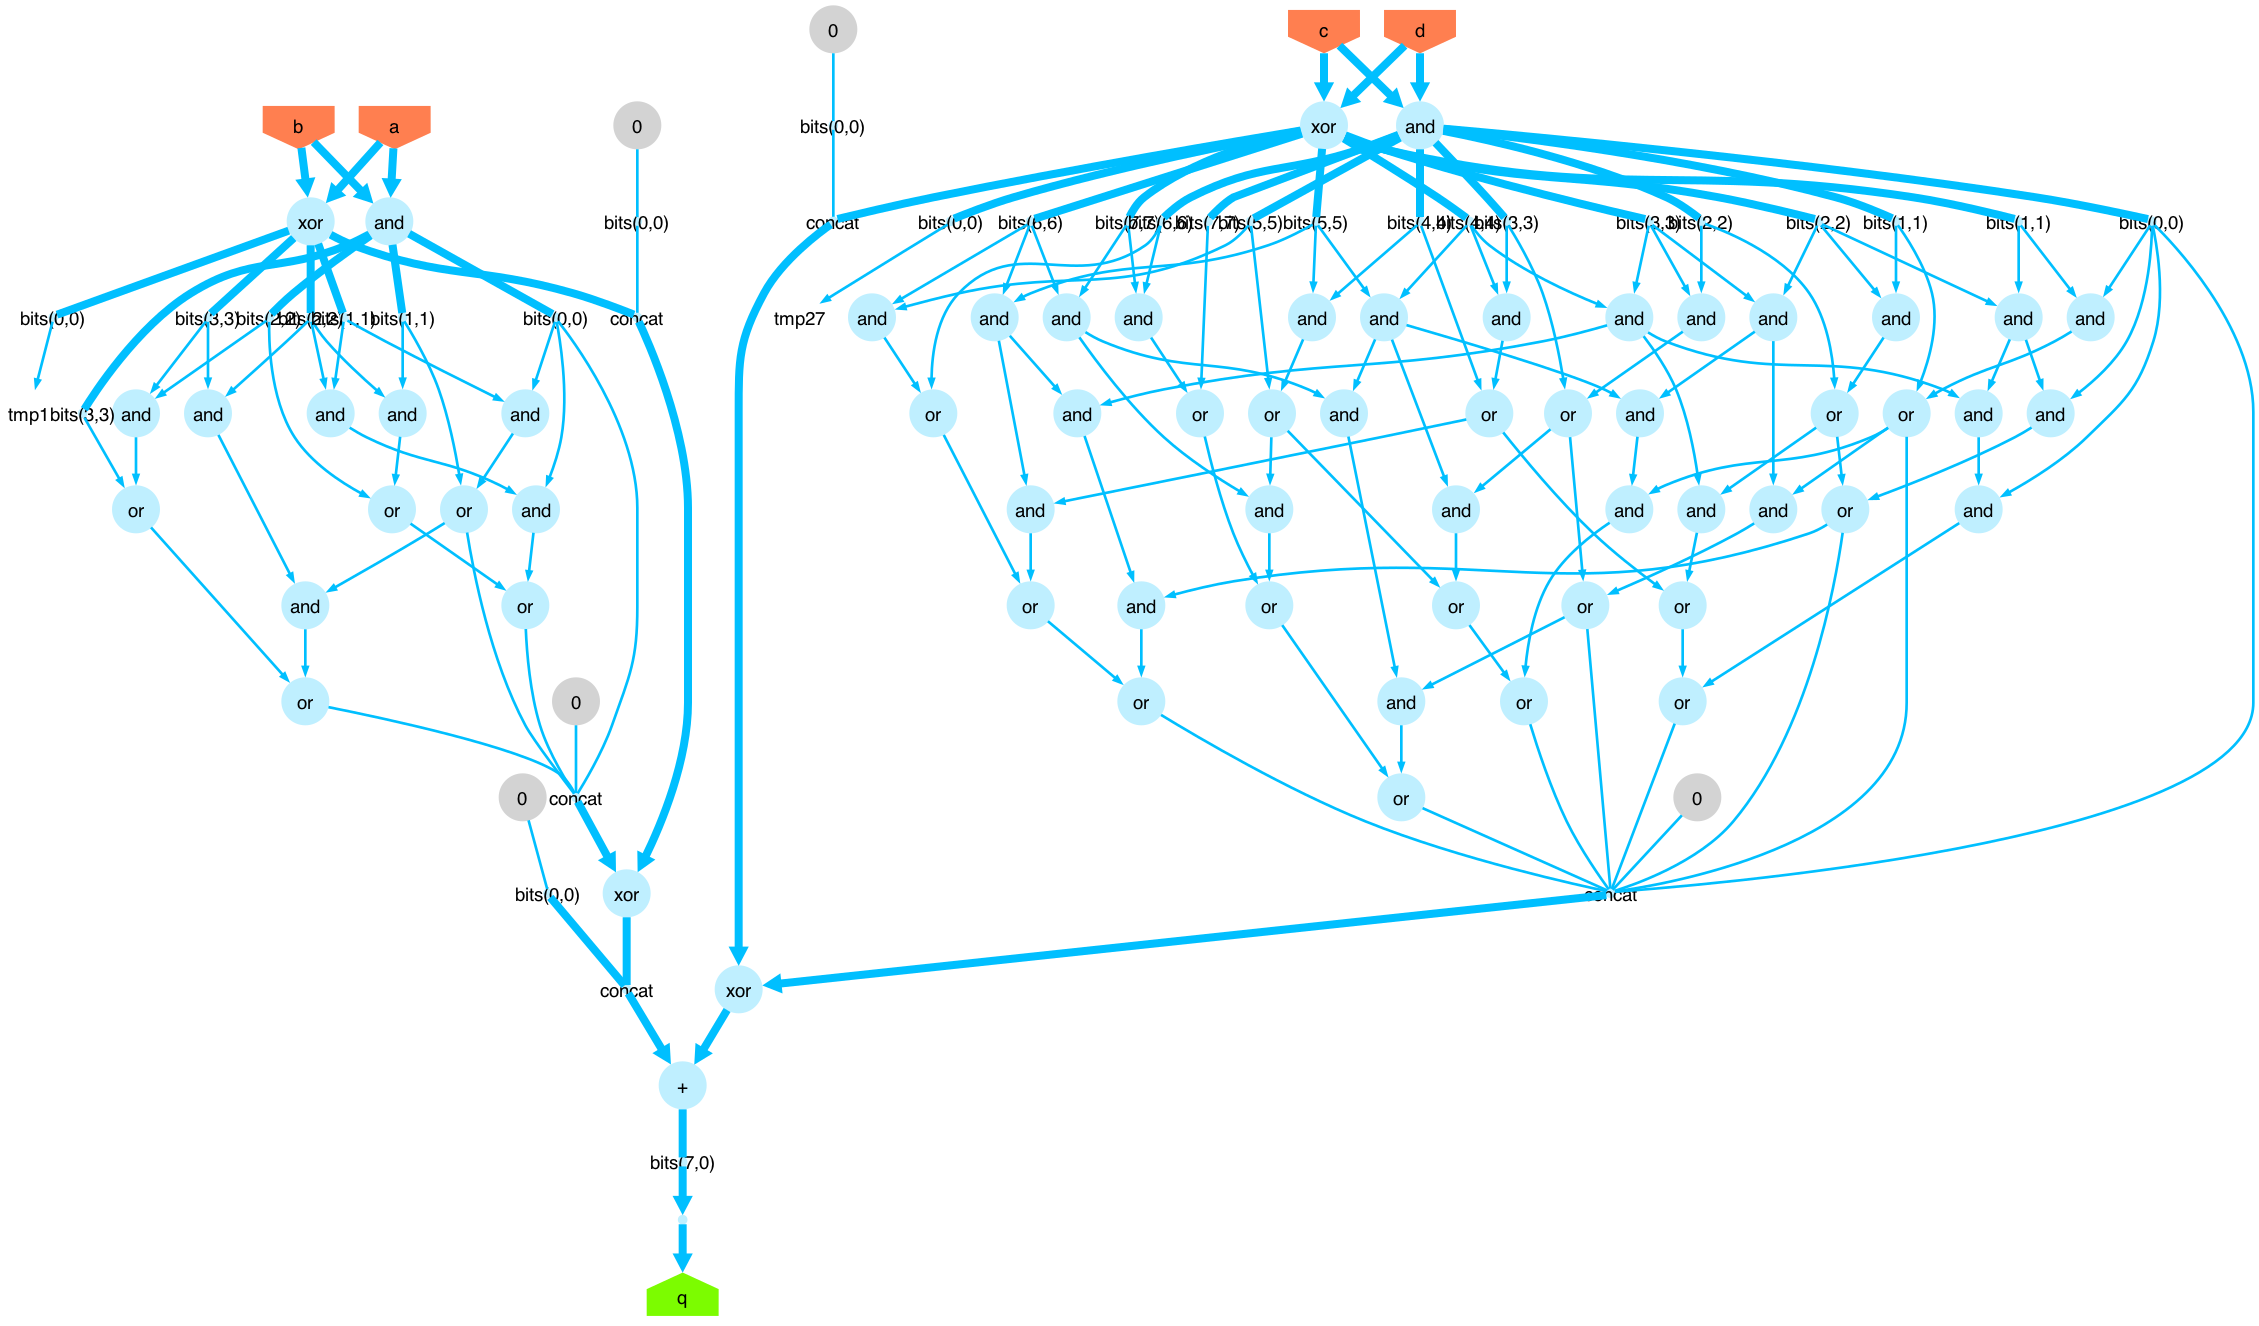 0 c d
b a 0 bits(0,0) xor and
xor and bits(0,0) concat bits(0,0) bits(6,6) bits(7,7) bits(6,6) bits(7,7) bits(5,5) bits(5,5) bits(4,4) bits(4,4) bits(3,3) bits(3,3) bits(2,2) bits(2,2) bits(1,1) bits(1,1) bits(0,0)
bits(0,0) bits(3,3) bits(2,2) bits(2,2) bits(1,1) bits(1,1) bits(0,0) concat tmp27 and and and and and and and and and and and and and
tmp1 bits(3,3) and and and and and or and or or and or or and or or and and
or or or and and and and and and and or and
and or or and or or or or
or 0 or and or or
0 concat or 0
bits(0,0) xor concat
concat xor
+
bits(7,0)
q